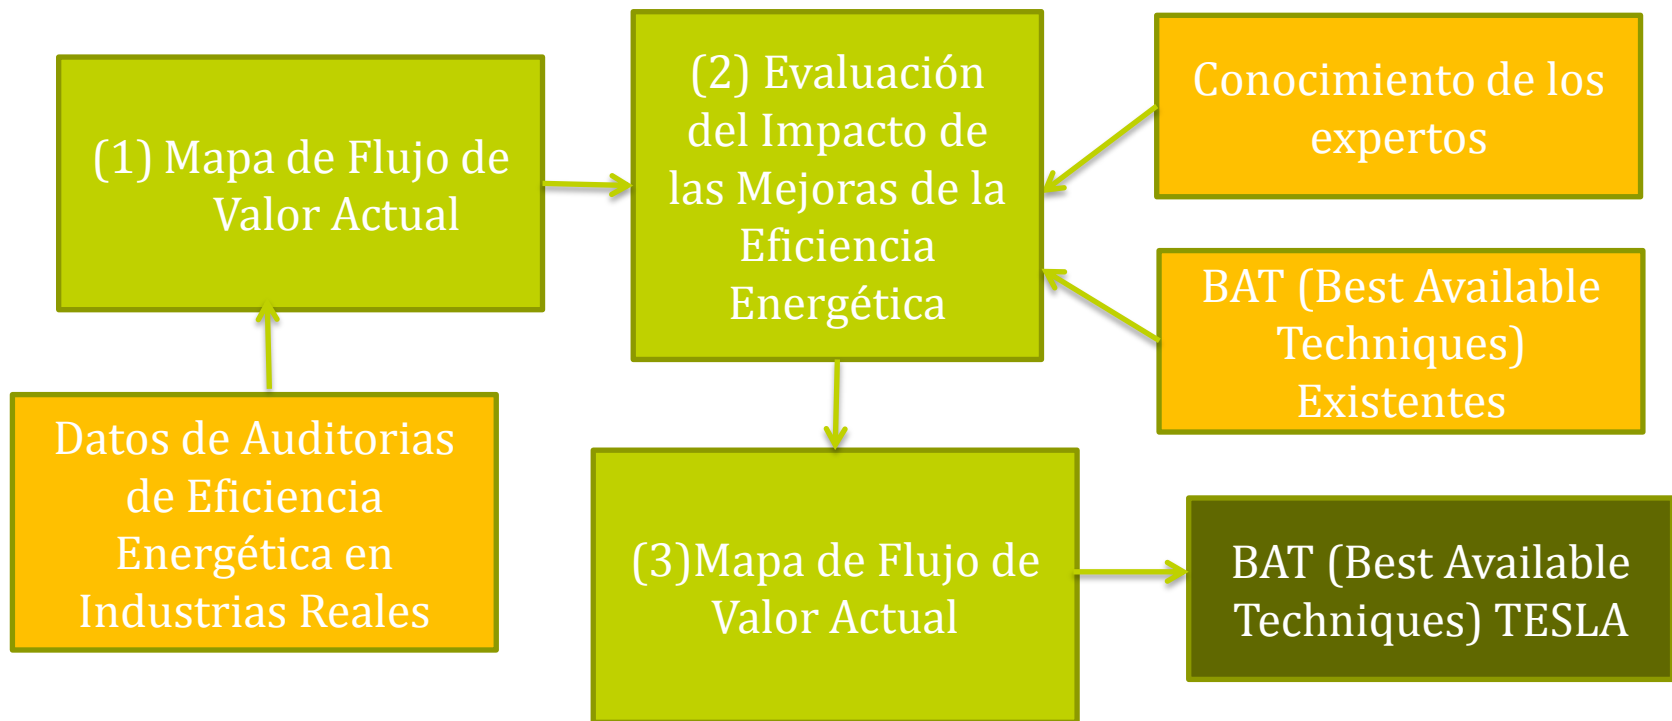 (1) Mapa de Flujo de
Valor Actual
(2) Evaluación
del Impacto de
las Mejoras de la
Eficiencia
Energética
Conocimiento de los
expertos
BAT (Best Available
Techniques)
Existentes
Datos de Auditorias
de Eficiencia
Energética en
Industrias Reales
(3)Mapa de Flujo de
Valor Actual
BAT (Best Available
Techniques) TESLA